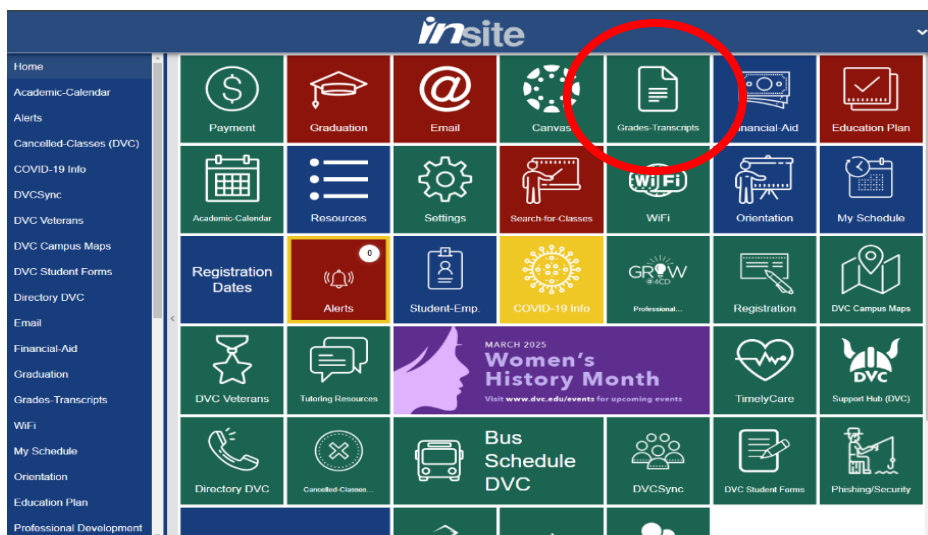 insite
Home
Academic-Calendar
Alerts
Cancelled-Classes (DVC)
COVID-19 Info
DVCSync
DVC Veterans
DVC Campus Maps
DVC Student Forms
Directory DVC
Email
Financial-Aid
Graduation
Grades-Transcripts
WiFi
My Schedule
Orientation
Education Plan
Professional Development
$
Payment
Graduation
@
Email
Canvas
Grades-Transcripts
inancial-Aid
Education Plan
Academic-Calendar
Resources
Settings
Search-for-Classes
WiFi
WiFi
Orientation
My Schedule
Registration
Dates
0
Alerts
Student-Emp.
COVID-19 Info
GROW
@4CD
Professional...
Registration
DVC Campus Maps
DVC Veterans
Tutoring Resources
MARCH 2025
Women's
History Month
Visit www.dvc.edu/events for upcoming events
TimelyCare
DVC
Support Hub (DVC)
Directory DVC
Cancelled-Classes...
Bus
Schedule
DVC
DVCSync
DVC Student Forms
Phishing/Security